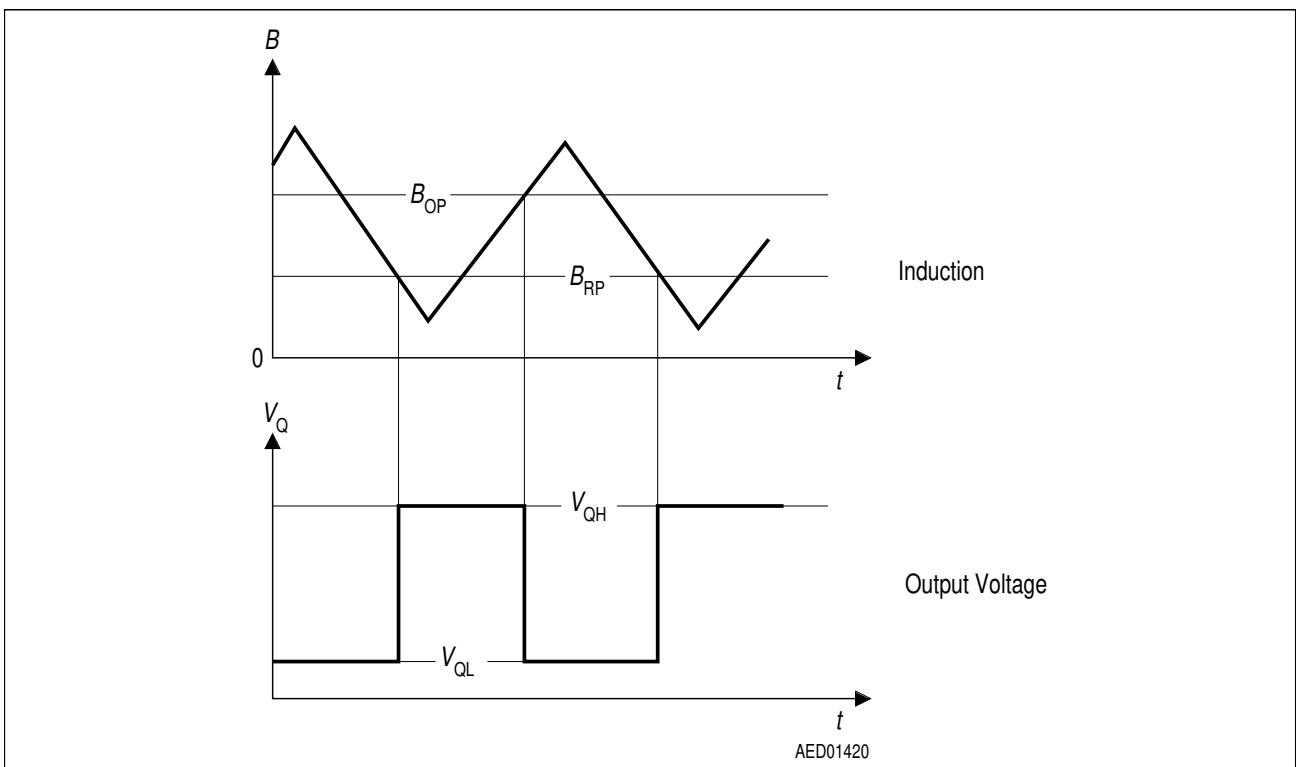 B
B_OP
B_RP
Induction
0
t
V_Q
V_QH
Output Voltage
V_QL
t
AED01420